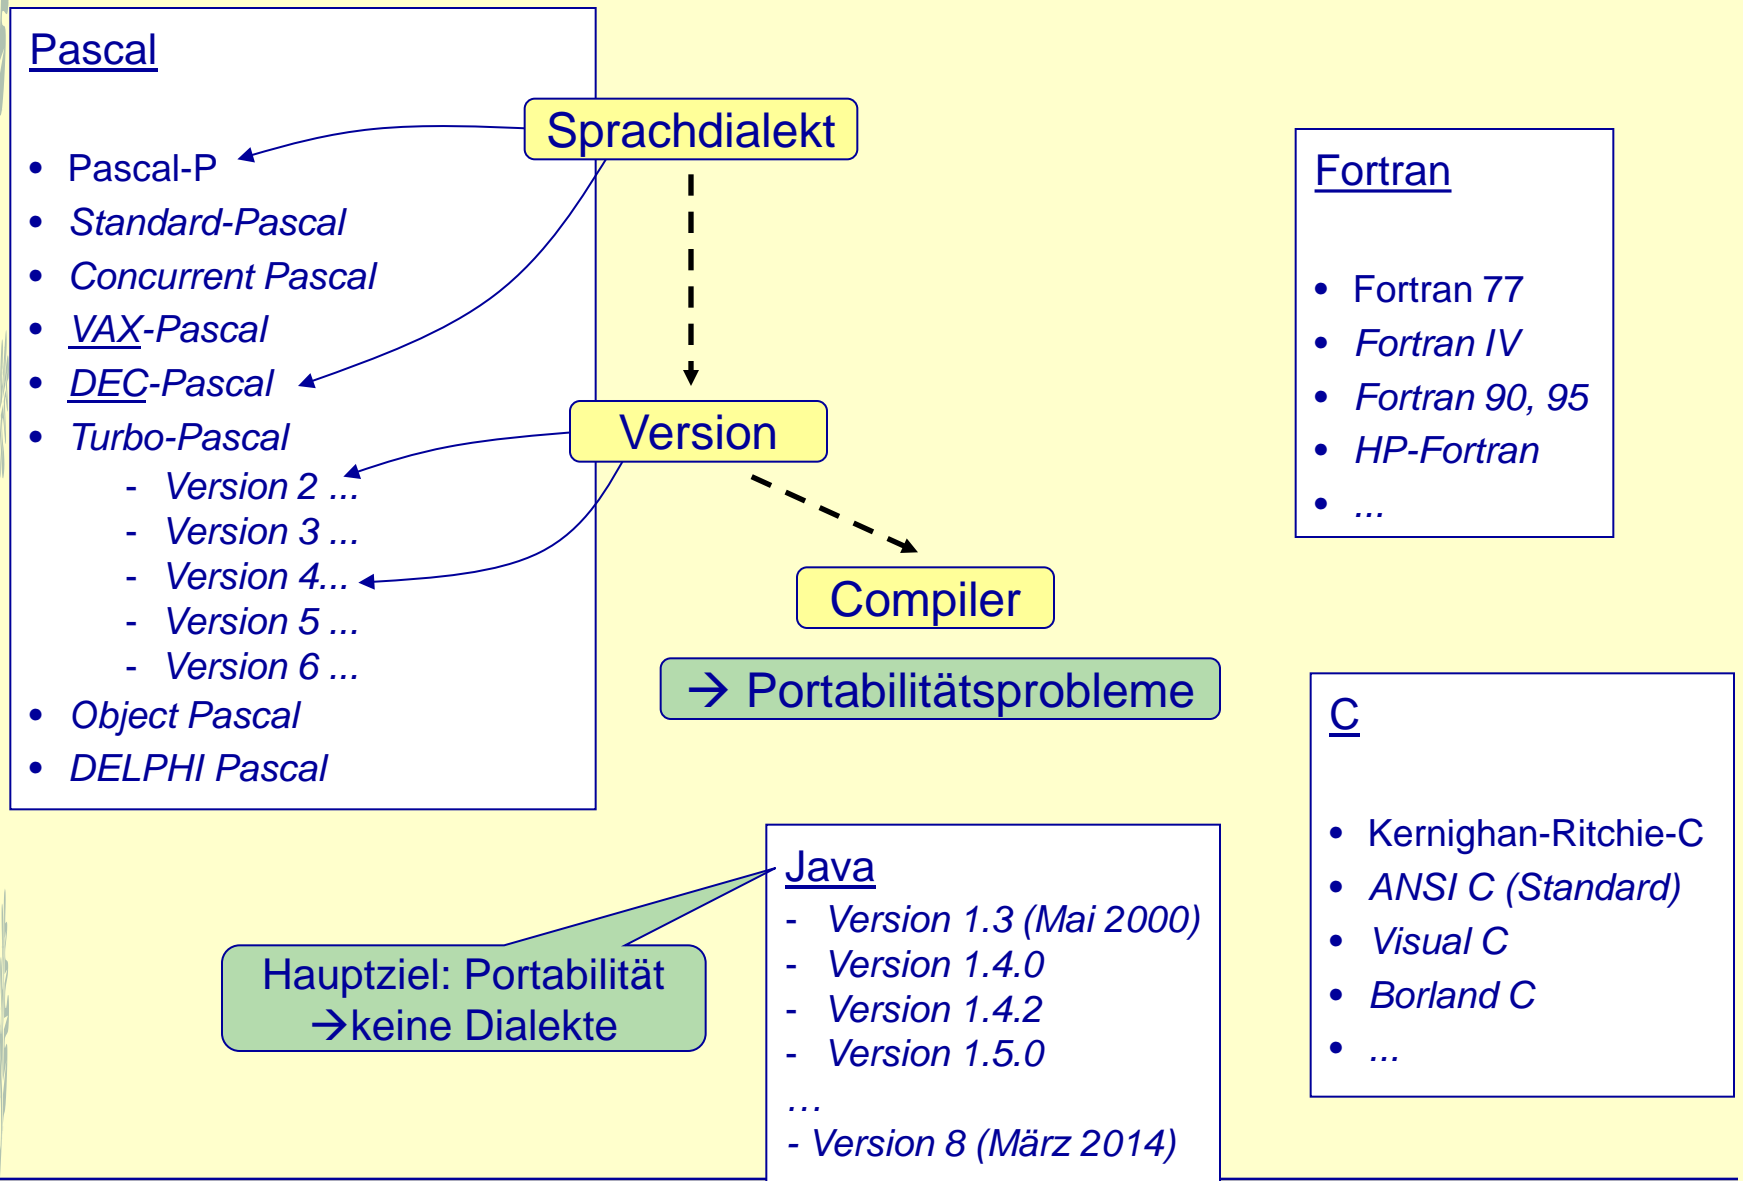 Pascal
• Pascal-P
• Standard-Pascal
• Concurrent Pascal
• VAX-Pascal
• DEC-Pascal
• Turbo-Pascal
- Version 2 ...
- Version 3 ...
- Version 4...
- Version 5 ...
- Version 6 ...
• Object Pascal
• DELPHI Pascal
Sprachdialekt
Version
Compiler
→ Portabilitätsprobleme
Fortran
• Fortran 77
• Fortran IV
• Fortran 90, 95
• HP-Fortran
• ...
C
• Kernighan-Ritchie-C
• ANSI C (Standard)
• Visual C
• Borland C
• ...
Hauptziel: Portabilität
→keine Dialekte
Java
- Version 1.3 (Mai 2000)
- Version 1.4.0
- Version 1.4.2
- Version 1.5.0
…
- Version 8 (März 2014)